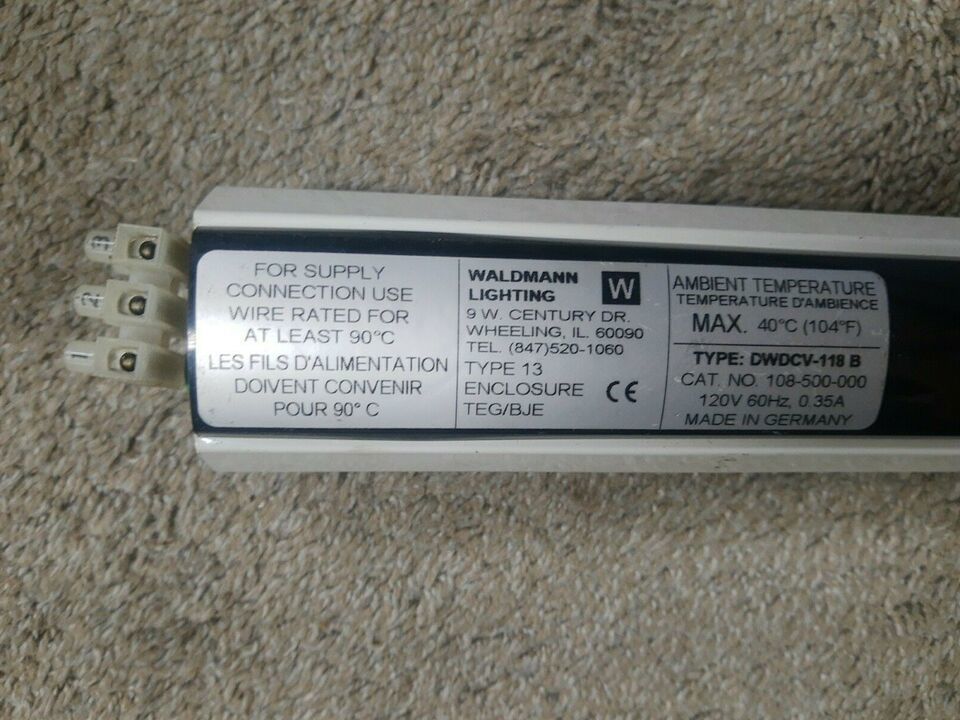 3
2
1
FOR SUPPLY
CONNECTION USE
WIRE RATED FOR
AT LEAST 90°C
LES FILS D'ALIMENTATION
DOIVENT CONVENIR
POUR 90° C
WALDMANN
LIGHTING
W
9 W. CENTURY DR.
WHEELING, IL. 60090
TEL. (847)520-1060
TYPE 13
ENCLOSURE
TEG/BJE
CE
AMBIENT TEMPERATURE
TEMPERATURE D'AMBIENCE
MAX. 40°C (104°F)
TYPE: DWDCV-118 B
CAT. NO. 108-500-000
120V 60Hz, 0.35A
MADE IN GERMANY